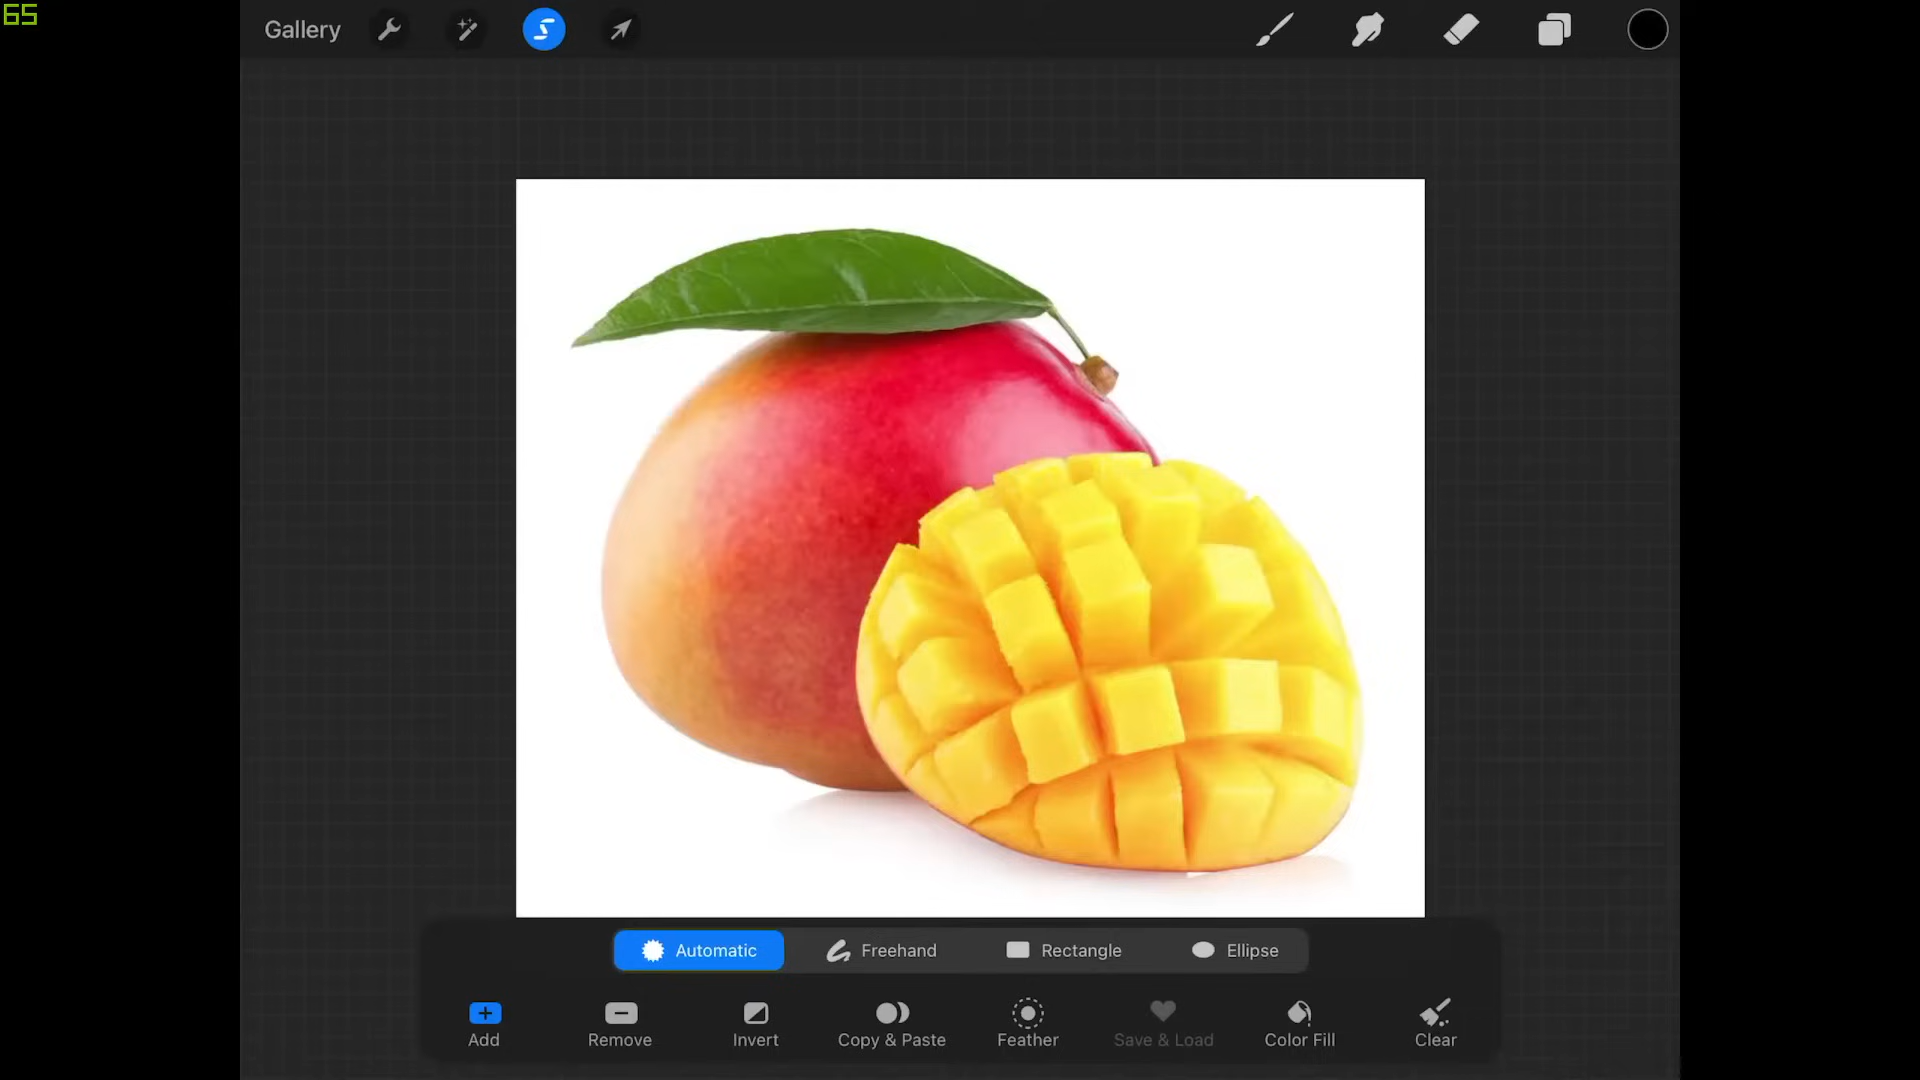 65
Gallery
Automatic Freehand Rectangle Ellipse
Add Remove Invert Copy & Paste Feather Save & Load Color Fill Clear